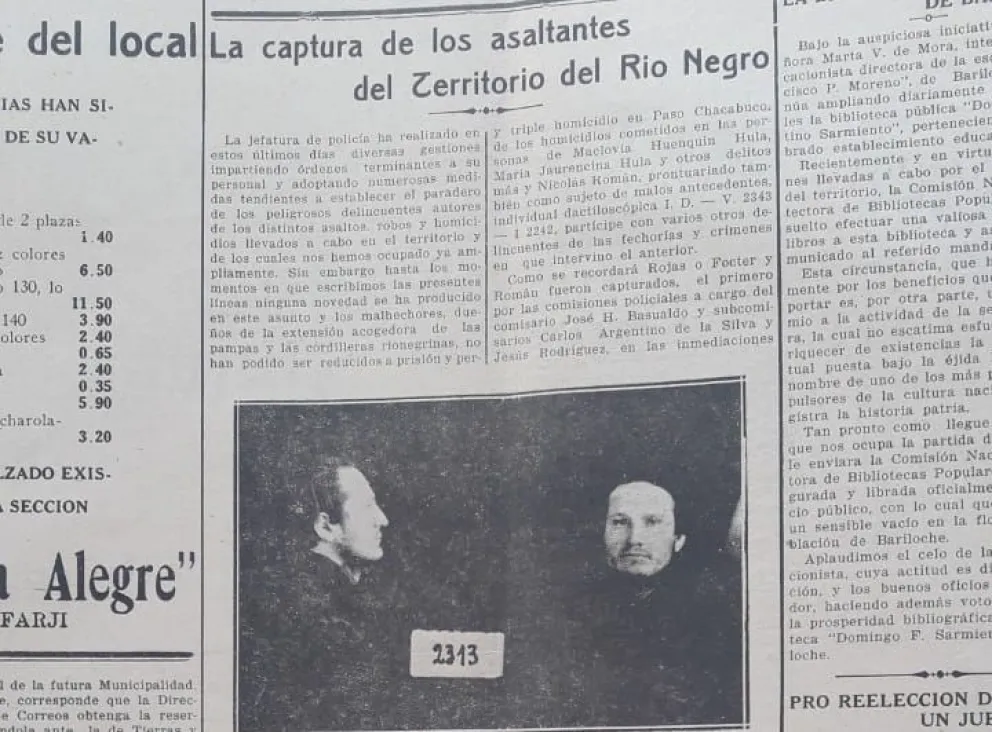 del local
IAS HAN SI-
DE SU VA-
de 2 plazas
1.40
colores
6.50
130, lo
11.50
140 3.90
olores 2.40
0.65
2.40
0.35
5.90
charola-
3.20
LZADO EXIS-
SECCION
Alegre"
FARJI
l de la futura Municipalidad,
e, corresponde que la Direc-
e Correos obtenga la reser-
La captura de los asaltantes
del Territorio del Rio Negro
La jefatura de policía ha realizado en
estos últimos días diversas gestiones
impartiendo órdenes terminantes a su
personal y adoptando numerosas medi-
das tendientes a establecer el paradero
de los peligrosos delincuentes autores
de los distintos asaltos, robos y homici-
dios llevados a cabo en el territorio y
de los cuales nos hemos ocupado ya am-
pliamente. Sin embargo hasta los mo-
mentos en que escribimos las presentes
líneas ninguna novedad se ha producido
en este asunto y los malhechores, due-
ños de la extensión acogedora de las
pampas y las cordilleras rionegrinas, no
han podido ser reducidos a prisión y per-
y triple homicidio en Paso Chacabuco,
de los homicidios cometidos en las per-
sonas de Maclovia Huenquin Hula,
María Jaurencina Hula y otros delitos
más y Nicolás Román, prontuariado tam-
bién como sujeto de malos antecedentes,
individual dactiloscópica I. D. — V. 2343
— I 2242, partícipe con varios otros de-
lincuentes de las fechorías y crímenes
en que intervino el anterior.
Como se recordará Rojas o Focter y
Román fueron capturados, el primero
por las comisiones policiales a cargo del
comisario José H. Basualdo y subcomi-
sarios Carlos Argentino de la Silva y
Jesús Rodríguez, en las inmediaciones
2313
Bajo la auspiciosa iniciati
ñora Marta V. de Mora, inte
cacionista directora de la es
cisco P. Moreno", de Barilo
núa ampliando diariamente
les la biblioteca pública "Do
tino Sarmiento", pertenecien
brado establecimiento educa
Recientemente y en virtu
nes llevadas a cabo por el
del territorio, la Comisión N
tectora de Bibliotecas Popu
suelto efectuar una valiosa
libros a esta biblioteca y as
municado al referido manda
Esta circunstancia, que h
mente por los beneficios que
portar es, por otra parte, u
mio a la actividad de la se
ra, la cual no escatima esfu
riquecer de existencias la
tual puesta bajo la éjida
nombre de uno de los más p
pulsores de la cultura naci
gistra la historia patria.
Tan pronto como llegue
que nos ocupa la partida d
le enviara la Comisión Nac
tora de Bibliotecas Popular
gurada y librada oficialme
cio público, con lo cual que
un sensible vacío en la flo
blación de Bariloche.
Aplaudimos el celo de la
cionista, cuya actitud es di
ción, y los buenos oficios
dor, haciendo además voto
la prosperidad bibliográfica
teca "Domingo F. Sarmien
loche.
PRO REELECCION D
UN JUE